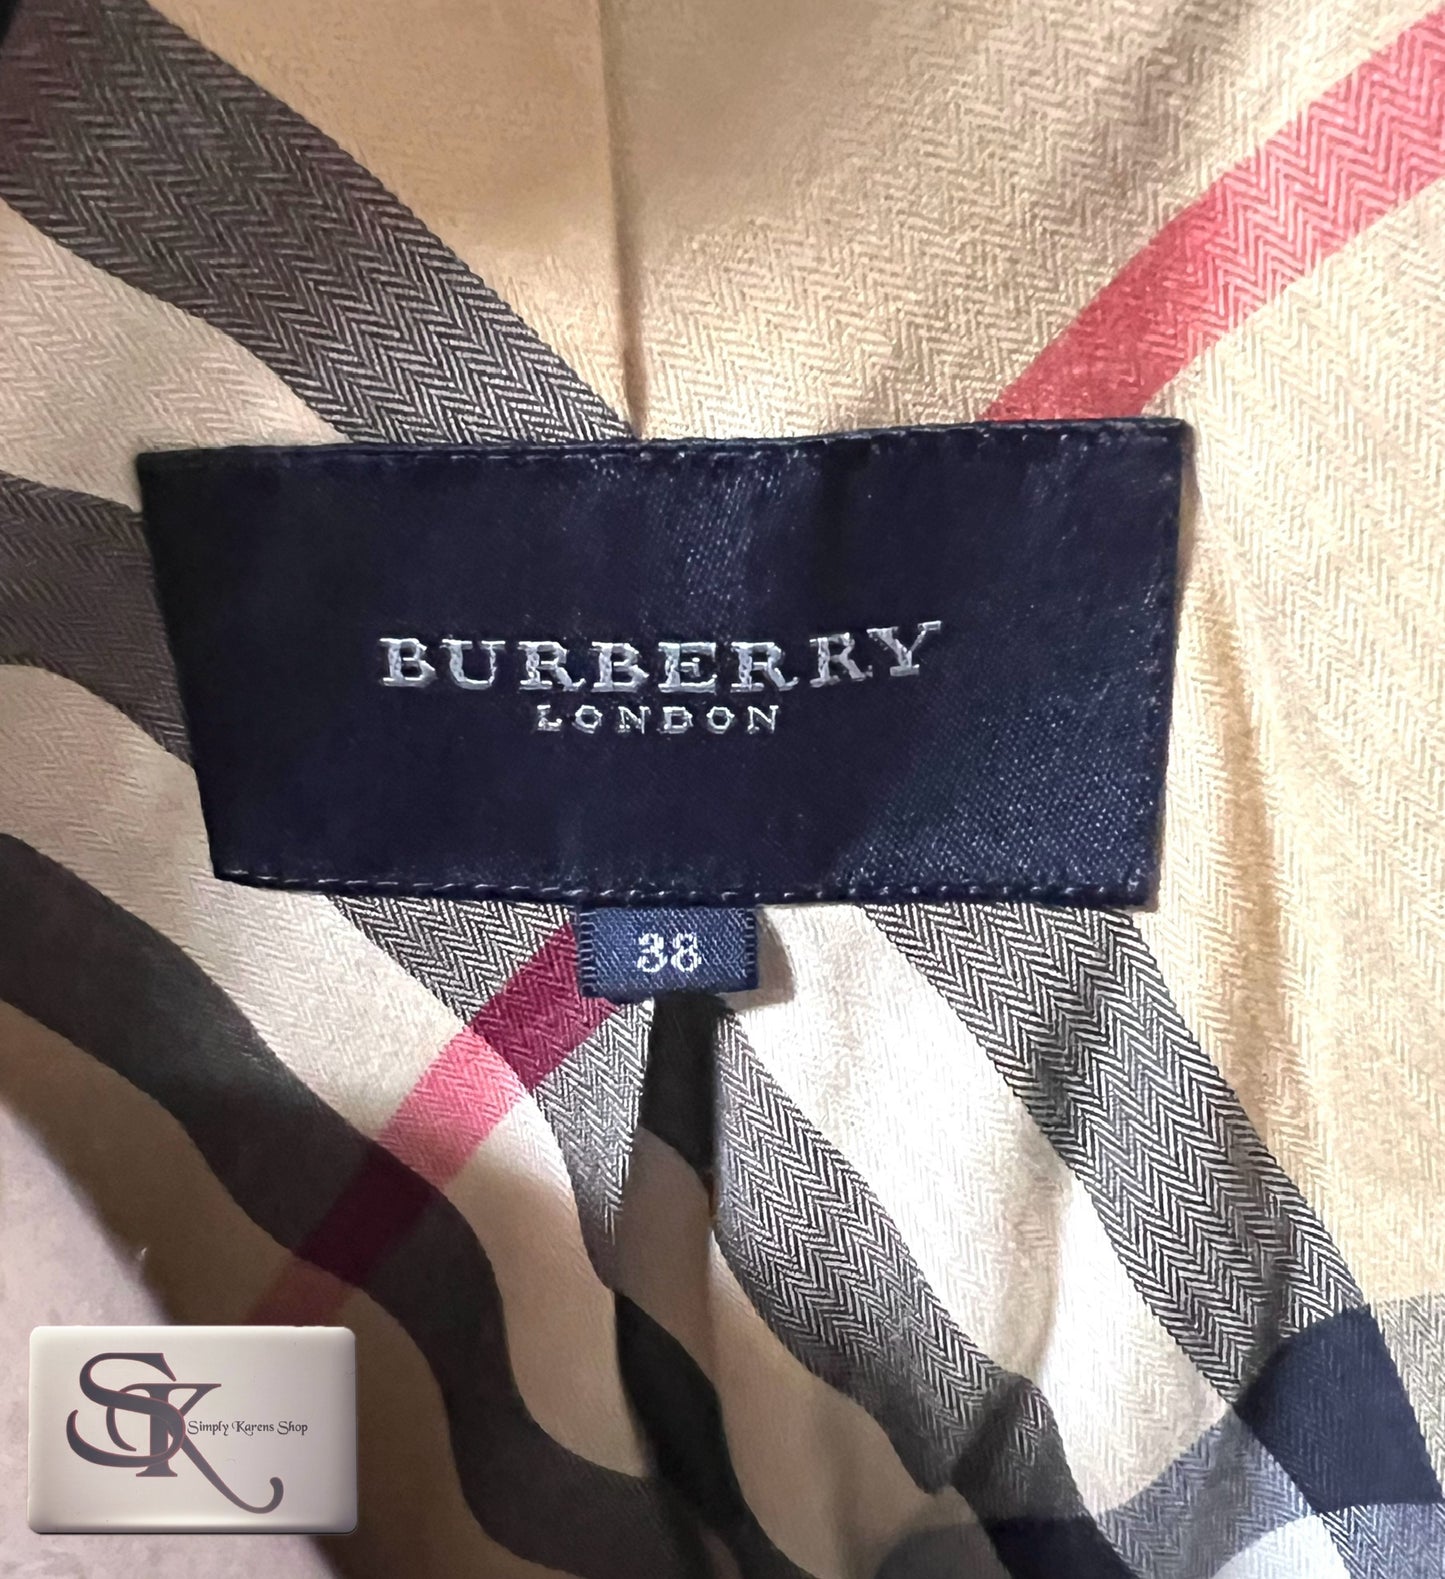 BURBERRY
LONDON
38
SK
Simply Karens Shop